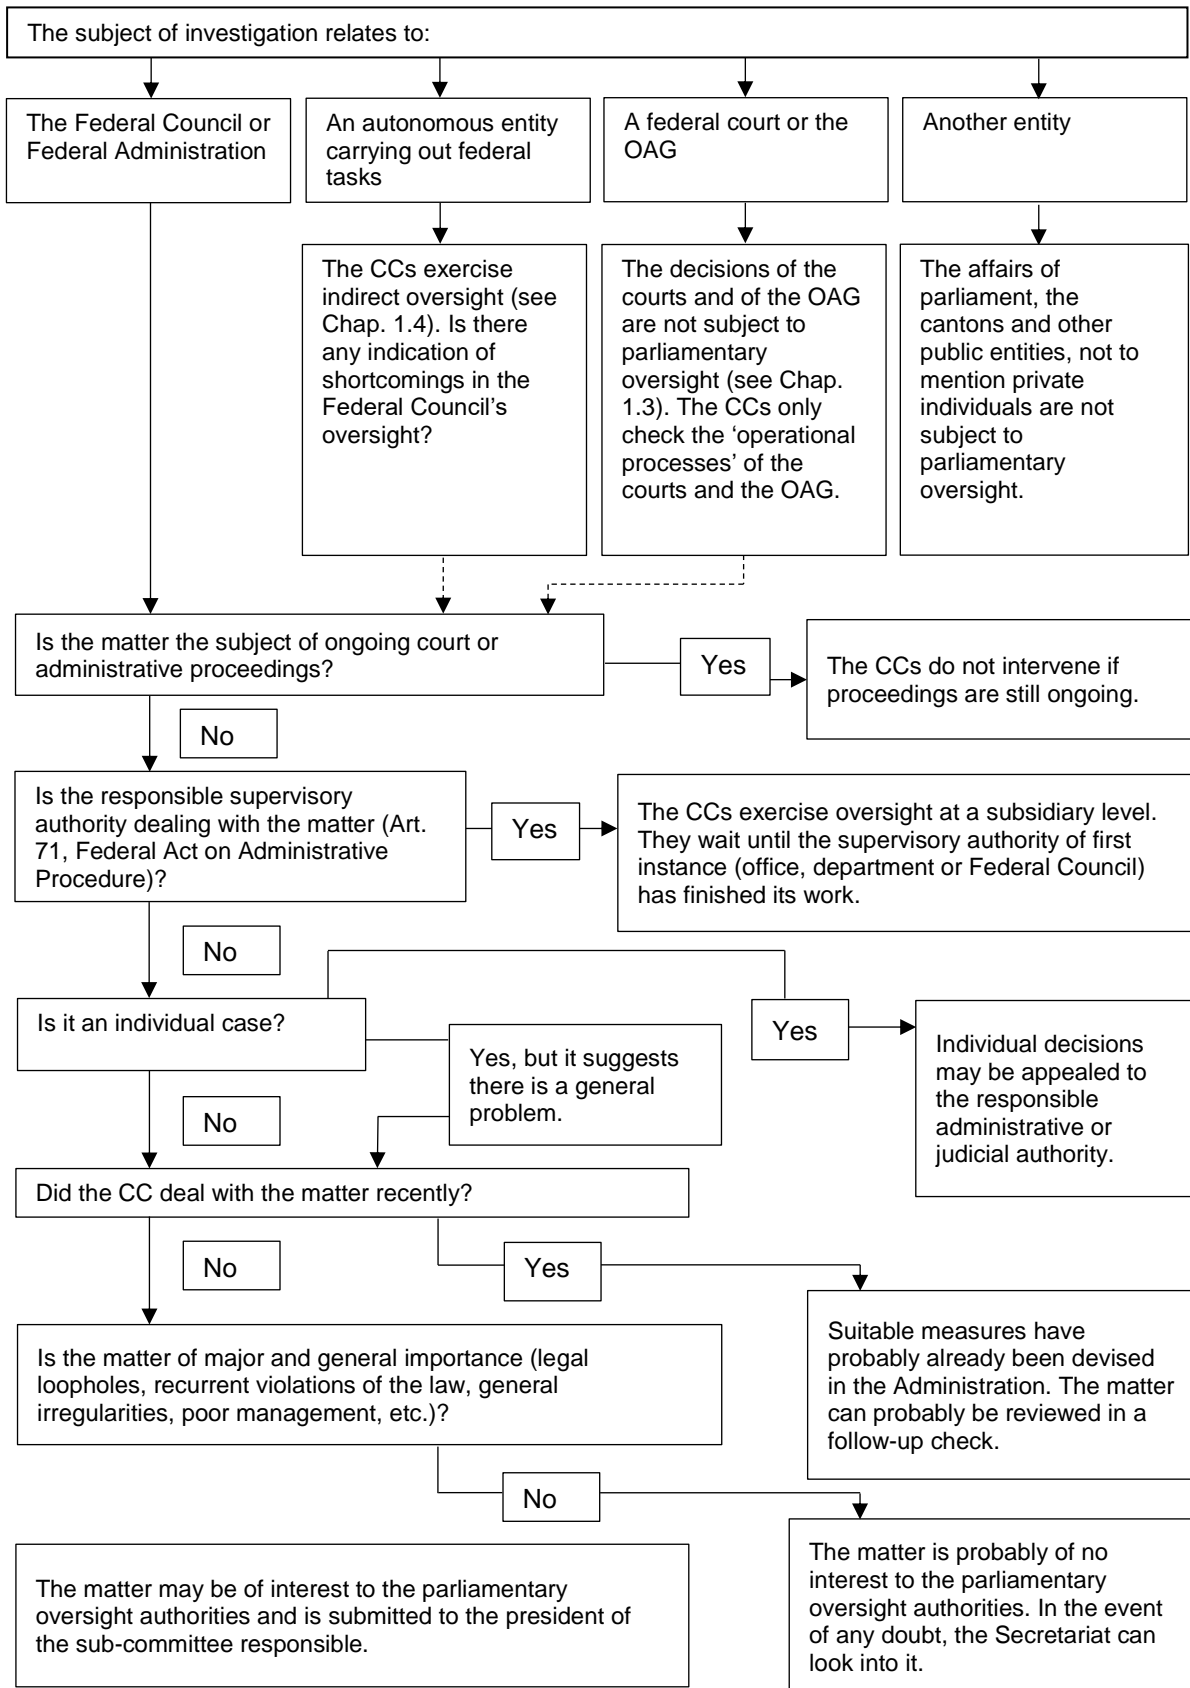 The subject of investigation relates to:
The Federal Council or
Federal Administration
An autonomous entity
carrying out federal
tasks
A federal court or the
OAG
Another entity
The CCs exercise
indirect oversight (see
Chap. 1.4). Is there
any indication of
shortcomings in the
Federal Council’s
oversight?
The decisions of the
courts and of the OAG
are not subject to
parliamentary
oversight (see Chap.
1.3). The CCs only
check the ‘operational
processes’ of the
courts and the OAG.
The affairs of
parliament, the
cantons and other
public entities, not to
mention private
individuals are not
subject to
parliamentary
oversight.
Is the matter the subject of ongoing court or
administrative proceedings?
Yes
The CCs do not intervene if
proceedings are still ongoing.
No
Is the responsible supervisory
authority dealing with the matter (Art.
71, Federal Act on Administrative
Procedure)?
Yes
The CCs exercise oversight at a subsidiary level.
They wait until the supervisory authority of first
instance (office, department or Federal Council)
has finished its work.
No
Is it an individual case?
Yes, but it suggests
there is a general
problem.
Yes
Individual decisions
may be appealed to
the responsible
administrative or
judicial authority.
No
Did the CC deal with the matter recently?
No
Yes
Suitable measures have
probably already been devised
in the Administration. The matter
can probably be reviewed in a
follow-up check.
Is the matter of major and general importance (legal
loopholes, recurrent violations of the law, general
irregularities, poor management, etc.)?
No
The matter is probably of no
interest to the parliamentary
oversight authorities. In the event
of any doubt, the Secretariat can
look into it.
The matter may be of interest to the parliamentary
oversight authorities and is submitted to the president of
the sub-committee responsible.